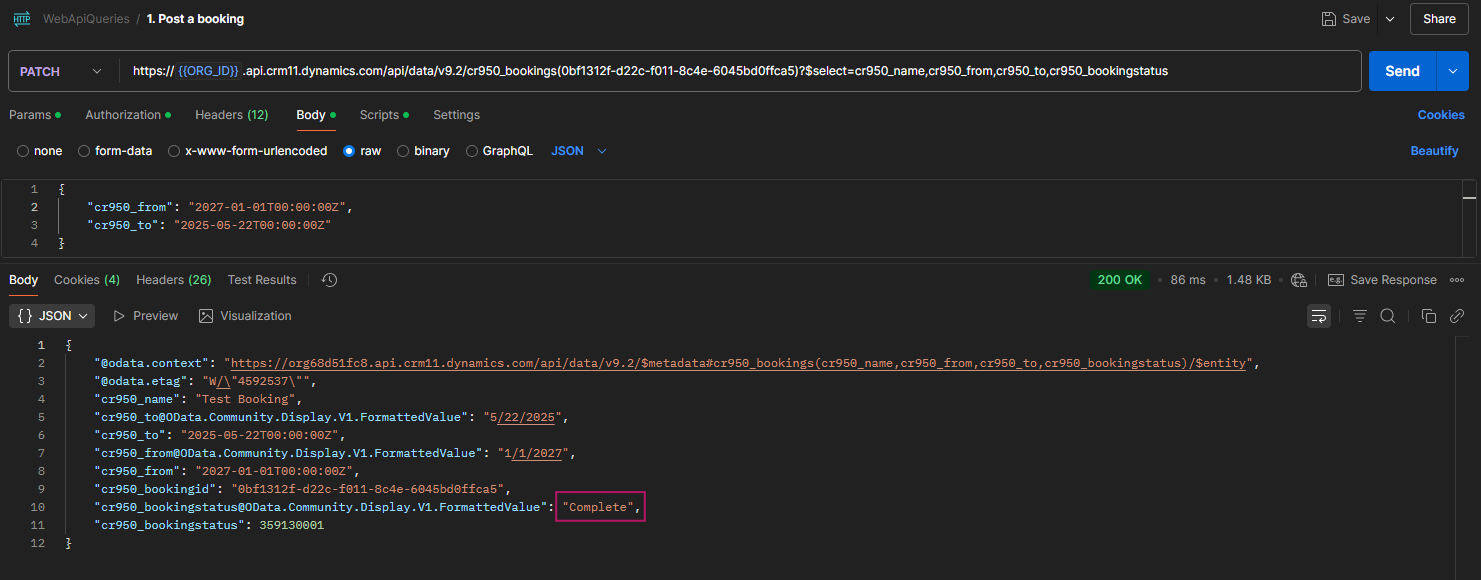 HTTP WebApiQueries / 1. Post a booking Save Share
PATCH https:// {{ORG_ID}} .api.crm11.dynamics.com/api/data/v9.2/cr950_bookings(0bf1312f-d22c-f011-8c4e-6045bd0ffca5)?$select=cr950_name,cr950_from,cr950_to,cr950_bookingstatus Send
Params Authorization Headers (12) Body Scripts Settings Cookies
none form-data x-www-form-urlencoded raw binary GraphQL JSON Beautify
1 {
2 "cr950_from": "2027-01-01T00:00:00Z",
3 "cr950_to": "2025-05-22T00:00:00Z"
4 }
Body Cookies (4) Headers (26) Test Results 200 OK • 86 ms • 1.48 KB • e.g. Save Response
{} JSON Preview Visualization
1 {
2 "@odata.context": "https://org68d51fc8.api.crm11.dynamics.com/api/data/v9.2/$metadata#cr950_bookings(cr950_name,cr950_from,cr950_to,cr950_bookingstatus)/$entity",
3 "@odata.etag": "W/\"4592537\"",
4 "cr950_name": "Test Booking",
5 "cr950_to@OData.Community.Display.V1.FormattedValue": "5/22/2025",
6 "cr950_to": "2025-05-22T00:00:00Z",
7 "cr950_from@OData.Community.Display.V1.FormattedValue": "1/1/2027",
8 "cr950_from": "2027-01-01T00:00:00Z",
9 "cr950_bookingid": "0bf1312f-d22c-f011-8c4e-6045bd0ffca5",
10 "cr950_bookingstatus@OData.Community.Display.V1.FormattedValue": "Complete",
11 "cr950_bookingstatus": 359130001
12 }